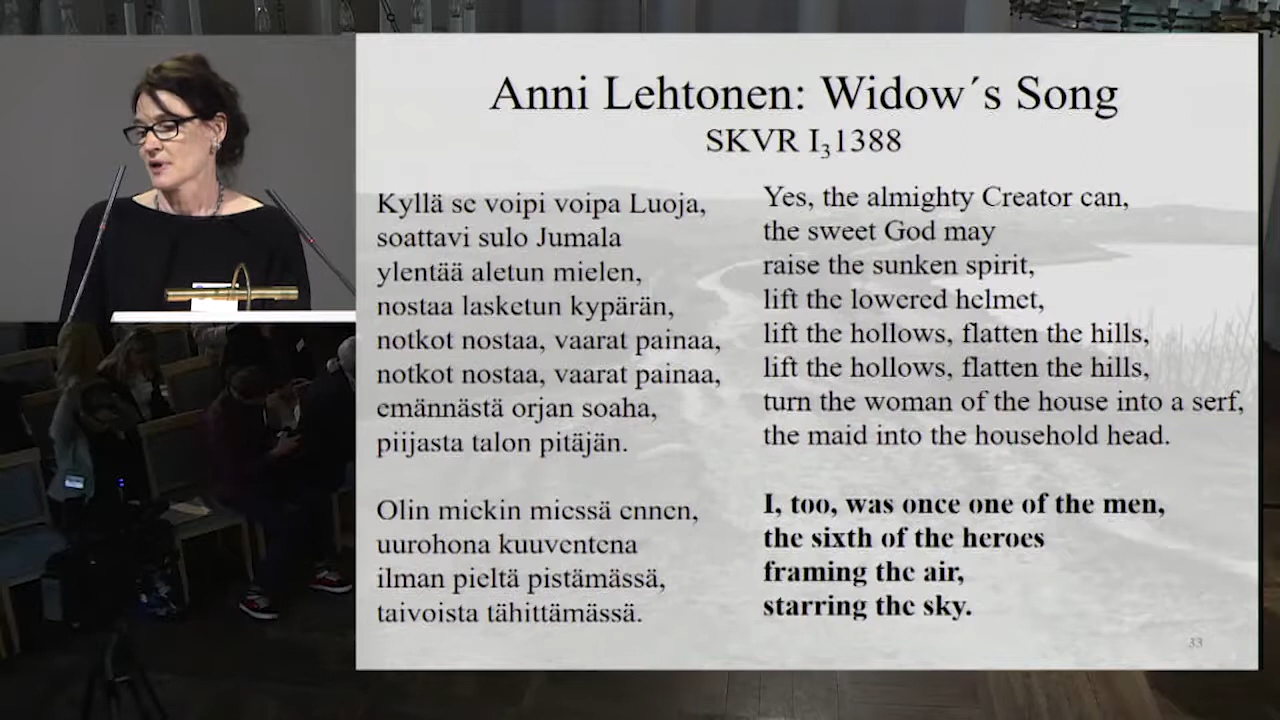 Anni Lehtonen: Widow´s Song
SKVR I₃1388
Kyllä se voipi voipa Luoja,
soattavi sulo Jumala
ylentää aletun mielen,
nostaa lasketun kypärän,
notkot nostaa, vaarat painaa,
notkot nostaa, vaarat painaa,
emännästä orjan soaha,
piijasta talon pitäjän.
Olin miekin miessä ennen,
uurohona kuuventena
ilman pieltä pistämässä,
taivoista tähittämässä.
Yes, the almighty Creator can,
the sweet God may
raise the sunken spirit,
lift the lowered helmet,
lift the hollows, flatten the hills,
lift the hollows, flatten the hills,
turn the woman of the house into a serf,
the maid into the household head.
I, too, was once one of the men,
the sixth of the heroes
framing the air,
starring the sky.
33